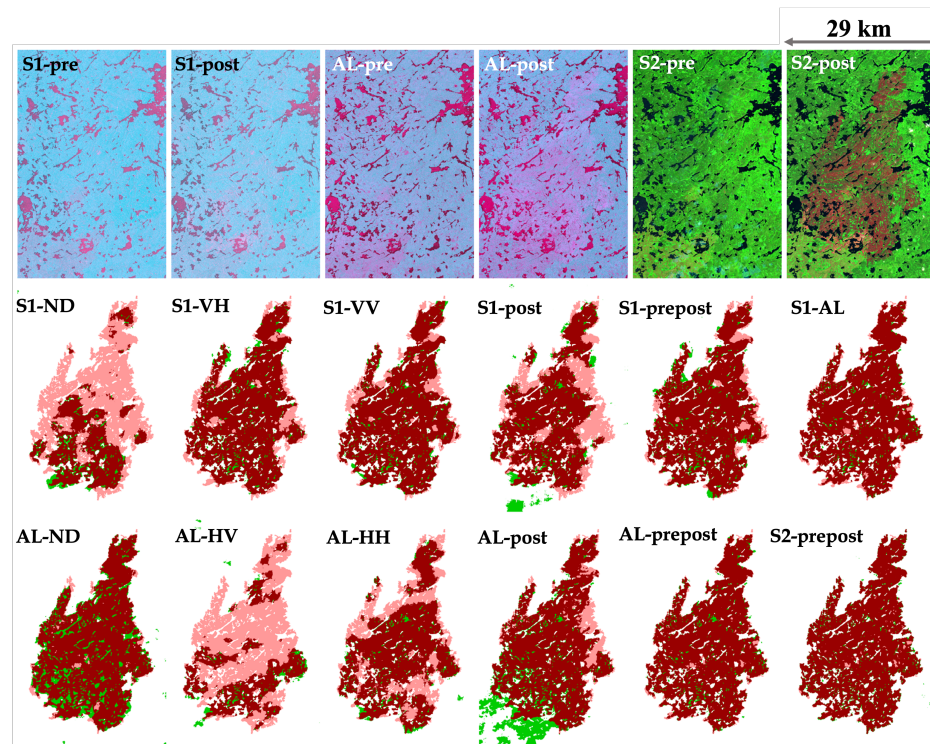 29 km
S1-pre S1-post AL-pre AL-post S2-pre S2-post
S1-ND S1-VH S1-VV S1-post S1-prepost S1-AL
AL-ND AL-HV AL-HH AL-post AL-prepost S2-prepost